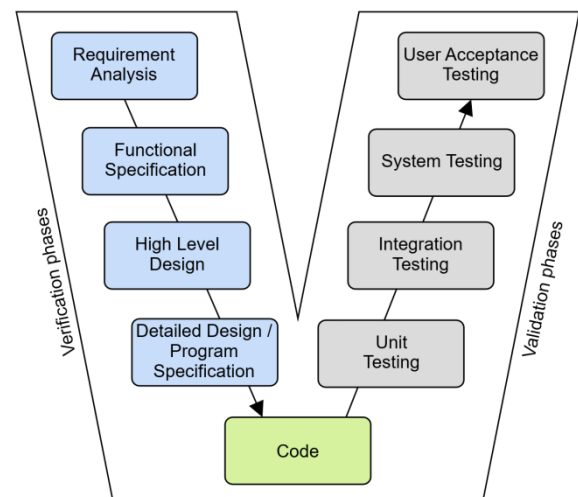 Requirement
Analysis
Functional
Specification
High Level
Design
Detailed Design /
Program
Specification
Code
Unit
Testing
Integration
Testing
System Testing
User Acceptance
Testing
Verification phases
Validation phases